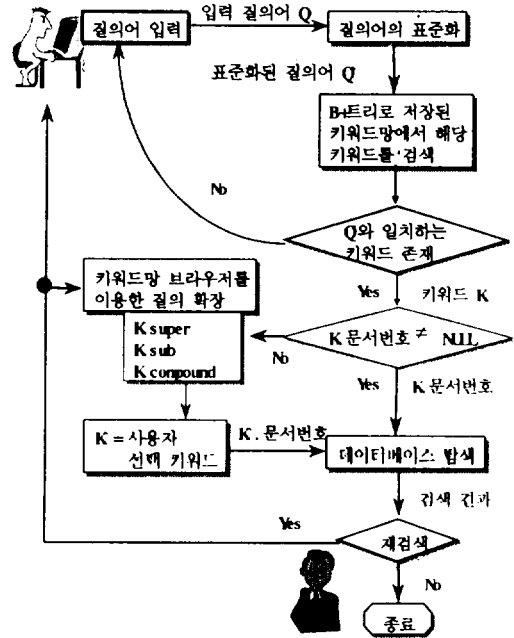 질의어 입력
입력 질의어 Q
질의어의 표준화
표준화된 질의어 Q
B+트리로 저장된
키워드망에서 해당
키워드를 검색
No
Q와 일치하는
키워드 존재
Yes
키워드 K
키워드망 브라우저를
이용한 질의 확장
K super
K sub
K compound
K 문서번호 ≠ NULL
No
Yes
K 문서번호
K = 사용자
선택 키워드
K . 문서번호
데이터베이스 탐색
검색 결과
Yes
재검색
No
종료